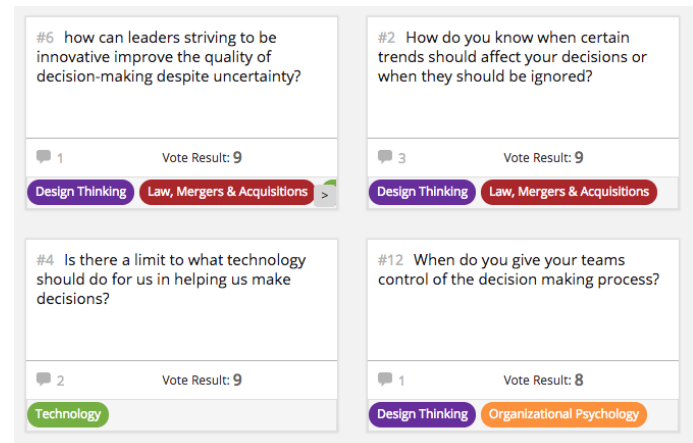 #6 how can leaders striving to be
innovative improve the quality of
decision-making despite uncertainty?
1 Vote Result: 9
Design Thinking Law, Mergers & Acquisitions >
#2 How do you know when certain
trends should affect your decisions or
when they should be ignored?
3 Vote Result: 9
Design Thinking Law, Mergers & Acquisitions
#4 Is there a limit to what technology
should do for us in helping us make
decisions?
2 Vote Result: 9
Technology
#12 When do you give your teams
control of the decision making process?
1 Vote Result: 8
Design Thinking Organizational Psychology